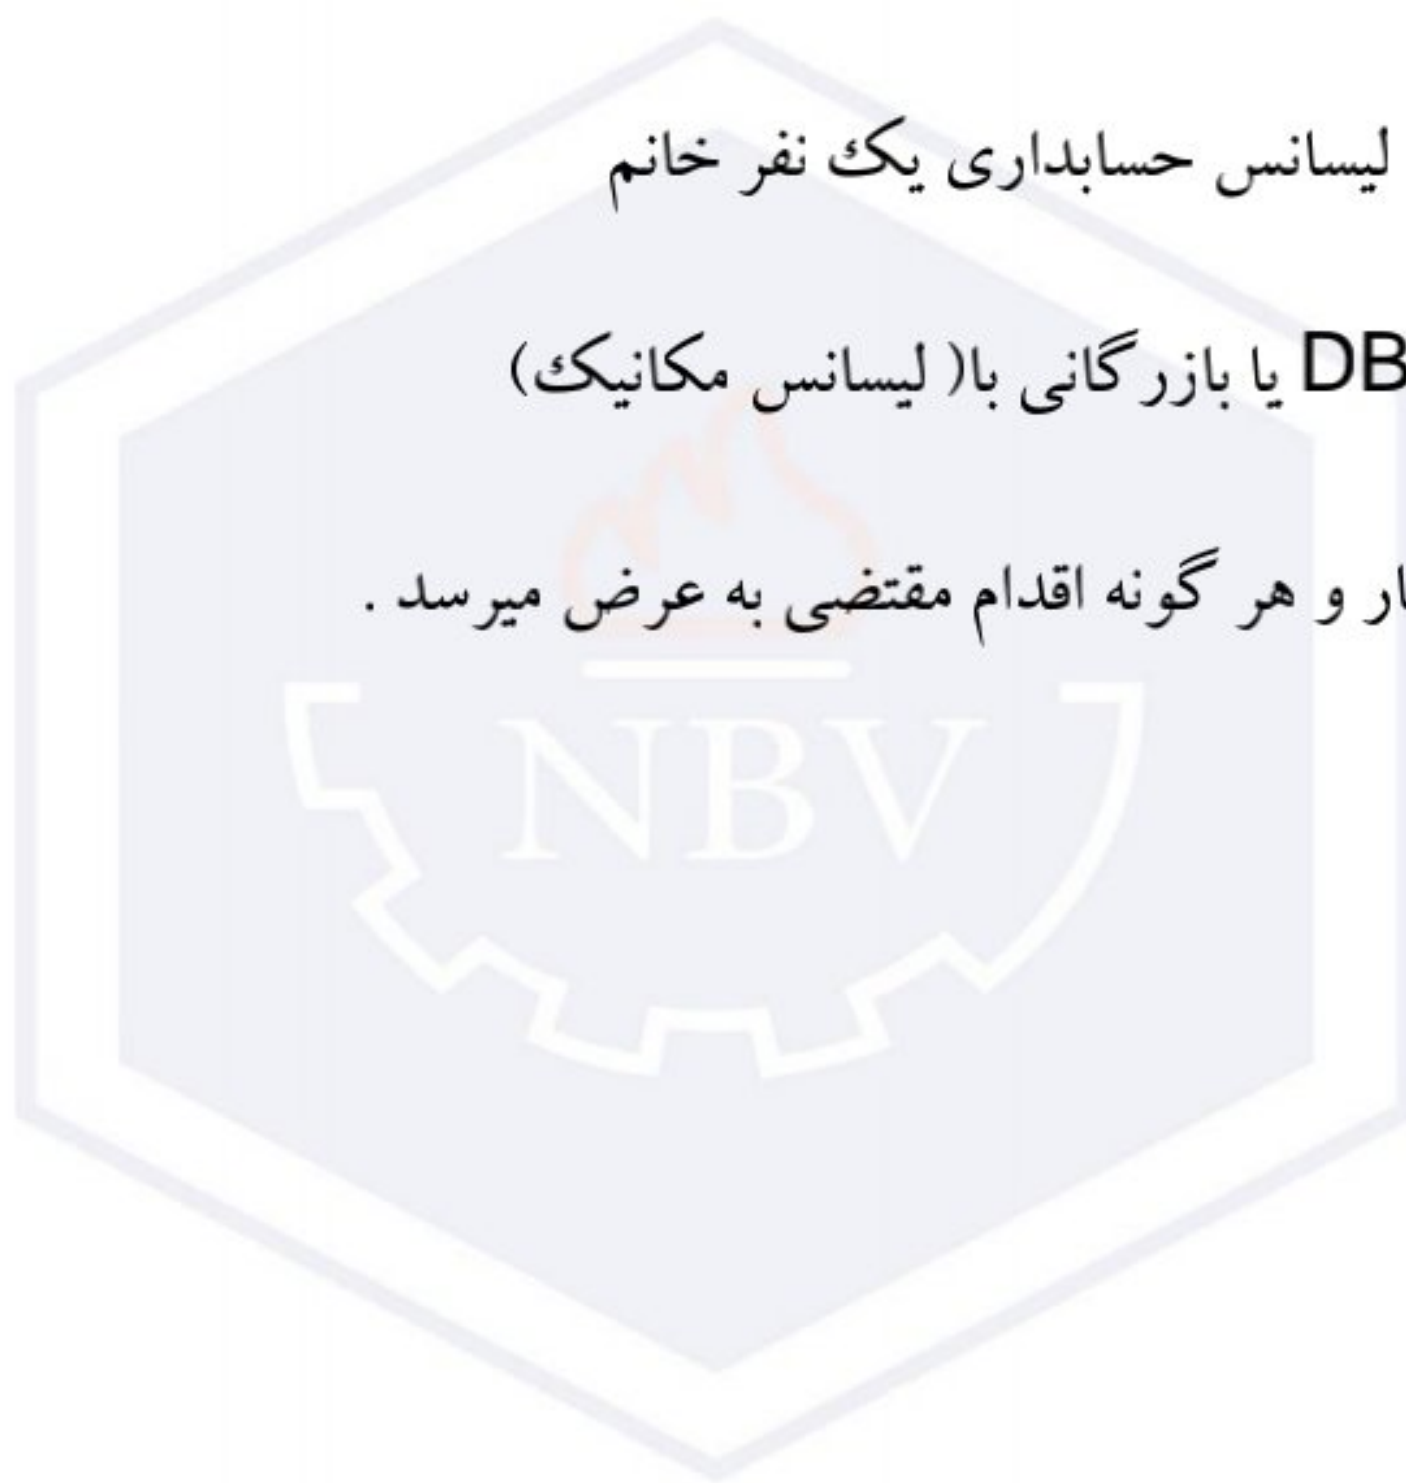 لیسانس حسابداری یک نفر خانم
DB یا بازرگانی با( لیسانس مکانیک)
و هر گونه اقدام مقتضی به عرض میرسد .
NBV